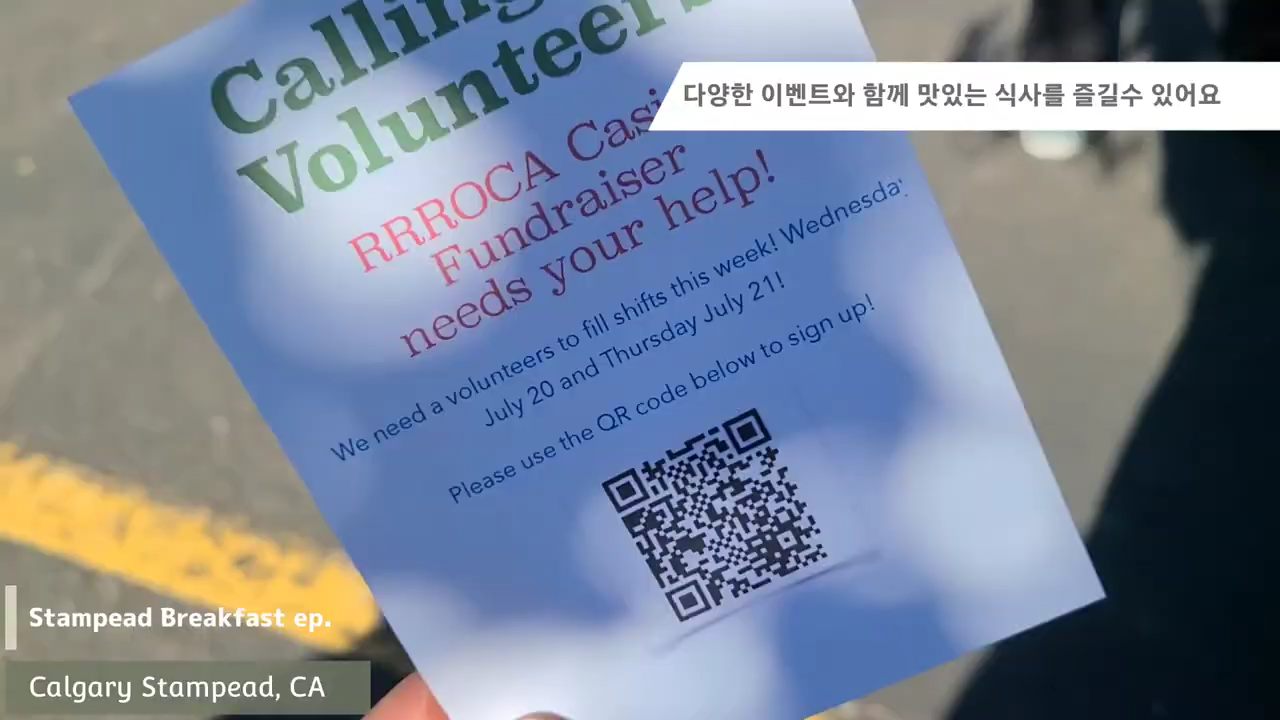 Calling
Volunteers
RRROCA Casi
Fundraiser
needs your help!
We need a volunteers to fill shifts this week! Wednesda
July 20 and Thursday July 21!
Please use the QR code below to sign up!
다양한 이벤트와 함께 맛있는 식사를 즐길수 있어요
Stampead Breakfast ep.
Calgary Stampead, CA